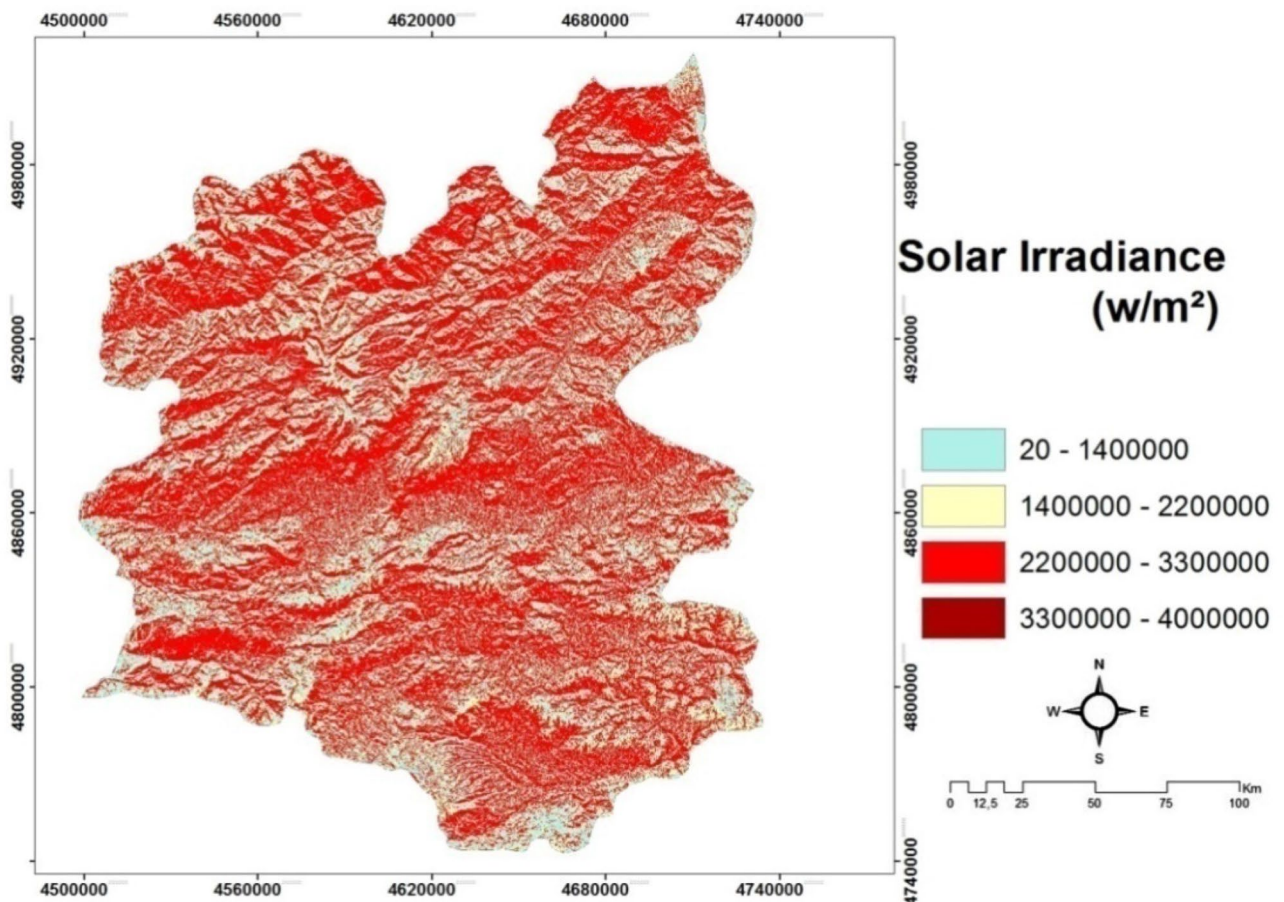 4500000 4560000 4620000 4680000 4740000
4980000 4980000
Solar Irradiance
(w/m²)
4920000 4920000
20 - 1400000
1400000 - 2200000
4860000 4860000
2200000 - 3300000
3300000 - 4000000
N
W E
S
4800000 4800000
Km
0 12,5 25 50 75 100
4740000
4500000 4560000 4620000 4680000 4740000